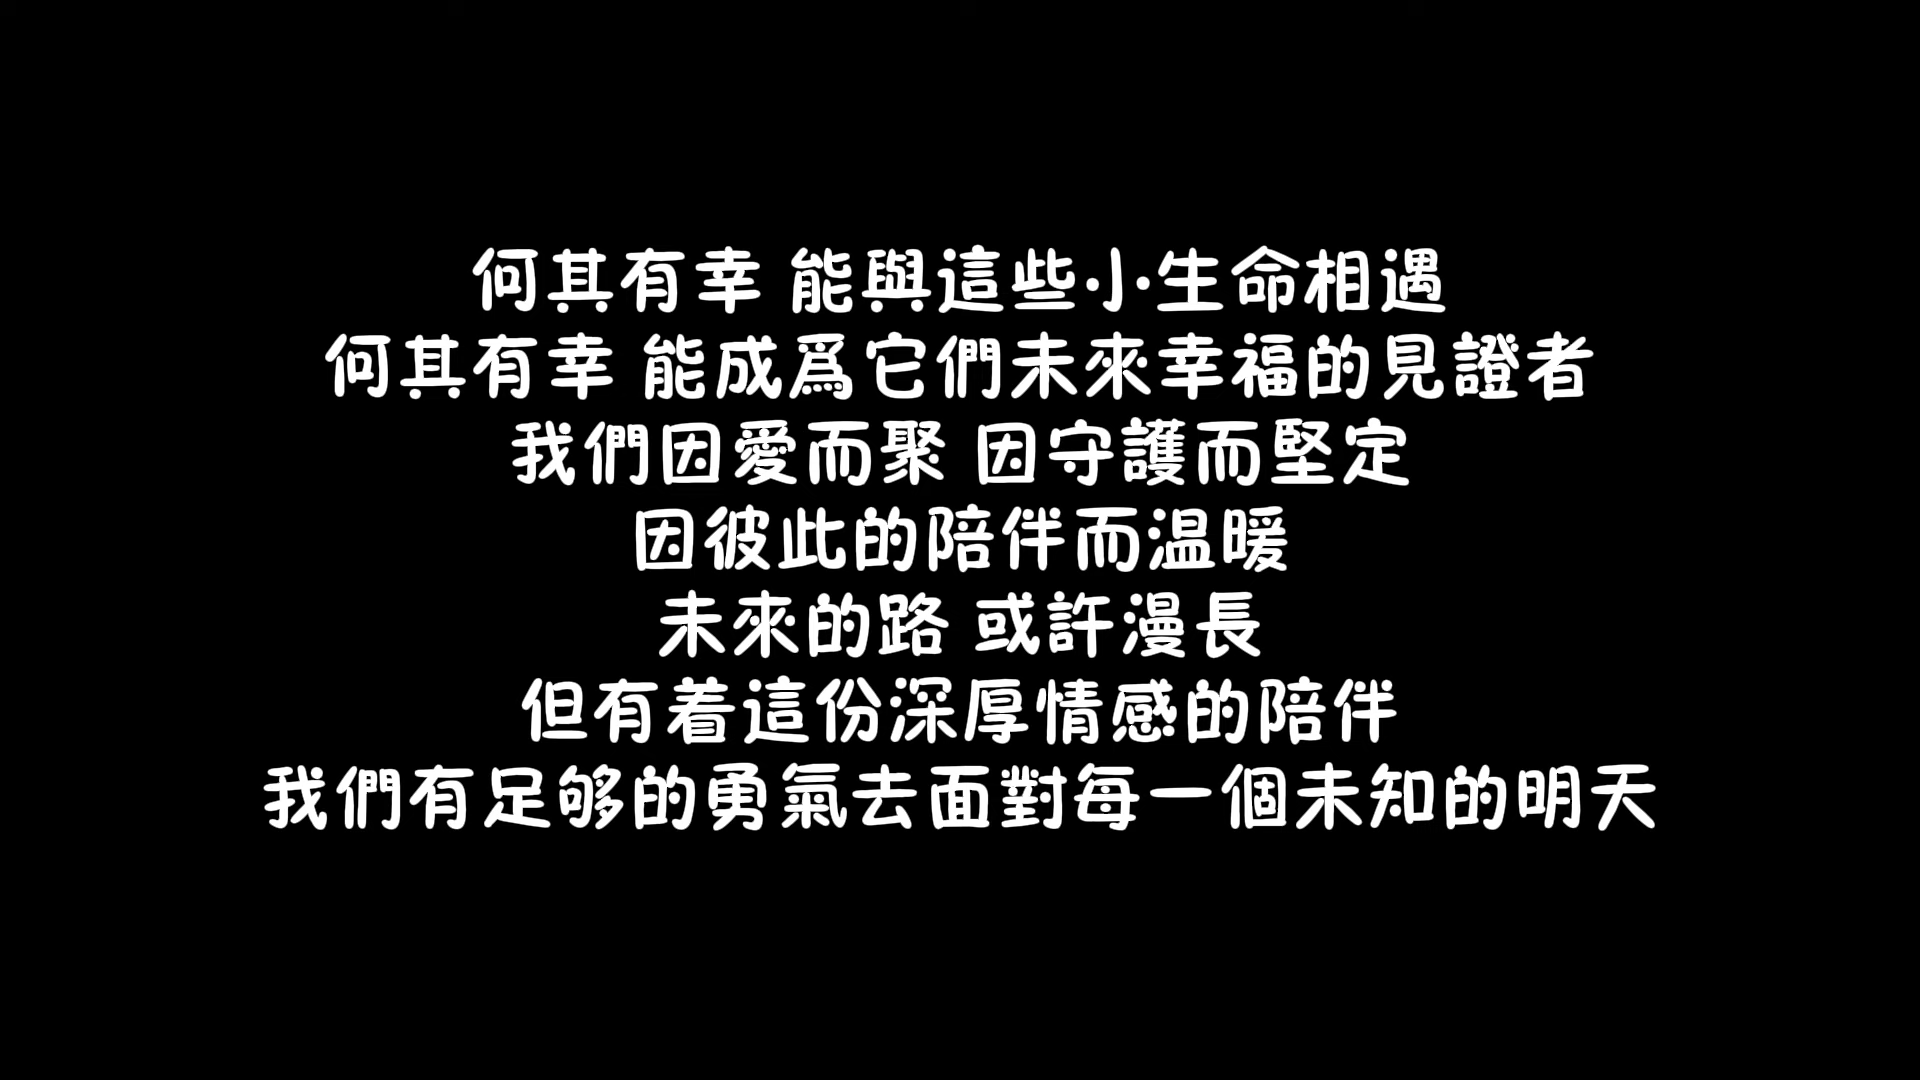 何其有幸 能與這些小生命相遇
何其有幸 能成爲它們未來幸福的見證者
我們因愛而聚 因守護而堅定
因彼此的陪伴而温暖
未來的路 或許漫長
但有着這份深厚情感的陪伴
我們有足够的勇氣去面對每一個未知的明天